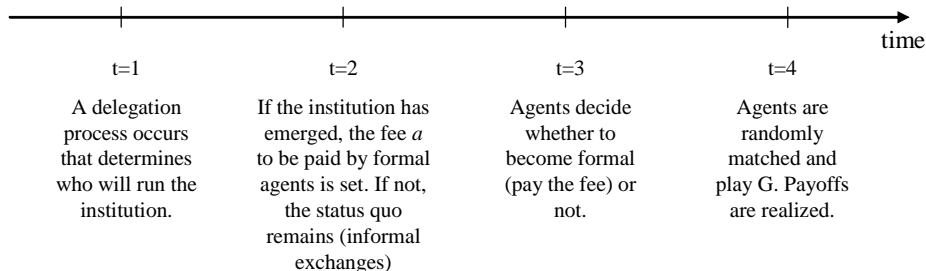 time
t=1
A delegation
process occurs
that determines
who will run the
institution.
t=2
If the institution has
emerged, the fee a
to be paid by formal
agents is set. If not,
the status quo
remains (informal
exchanges)
t=3
Agents decide
whether to
become formal
(pay the fee) or
not.
t=4
Agents are
randomly
matched and
play G. Payoffs
are realized.